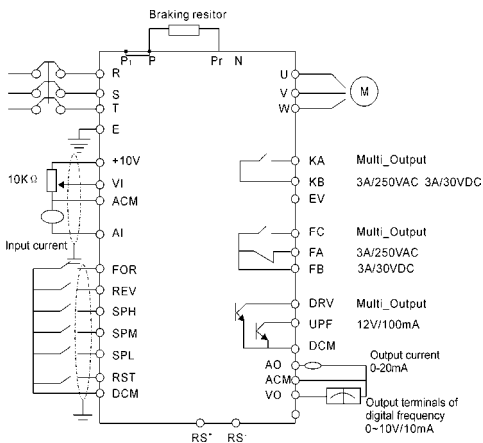 Braking resitor
P1 P Pr N
R
S
T
E
+10V
10KΩ
VI
ACM
AI
Input current
FOR
REV
SPH
SPM
SPL
RST
DCM
RS+ RS-
U
V
W
M
KA Multi_Output
KB 3A/250VAC 3A/30VDC
EV
FC Multi_Output
FA 3A/250VAC
FB 3A/30VDC
DRV Multi_Output
UPF 12V/100mA
DCM
AO
ACM
VO
Output current
0-20mA
Output terminals of
digital frequency
0~10V/10mA